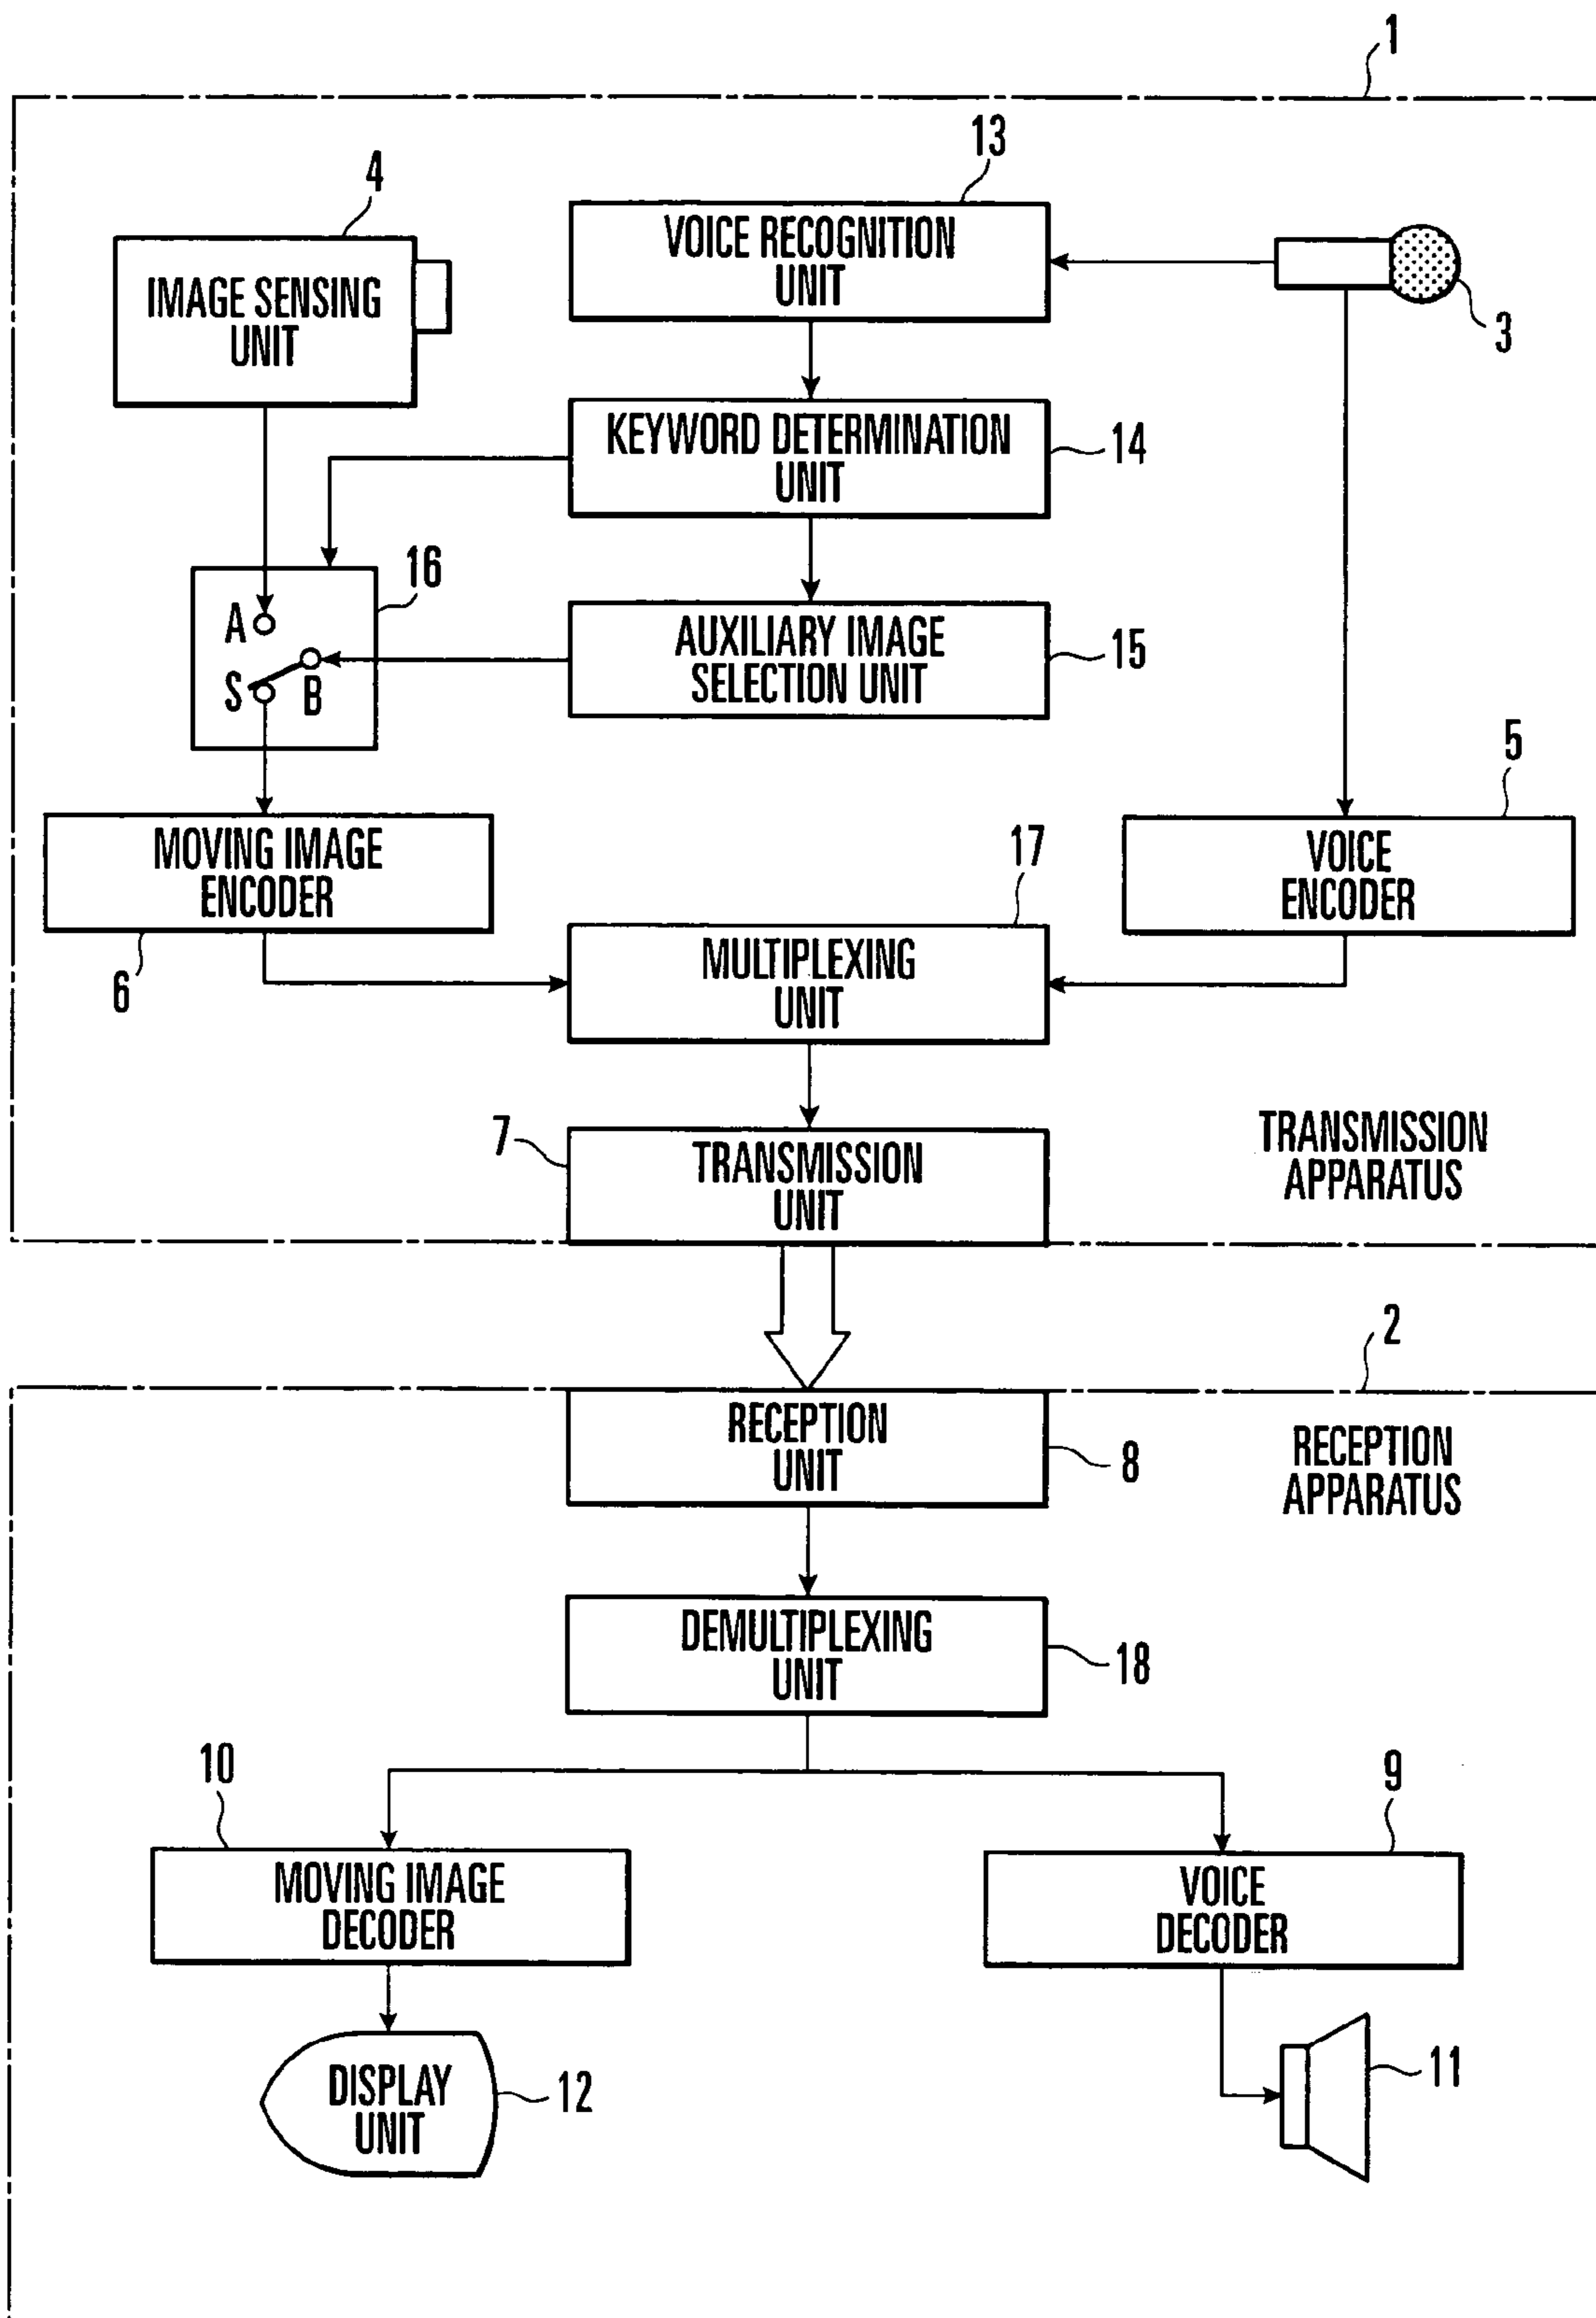 1
13
4
VOICE RECOGNITION
UNIT
IMAGE SENSING
UNIT
3
KEYWORD DETERMINATION
UNIT
14
16
A
AUXILIARY IMAGE
SELECTION UNIT
15
S
B
5
MOVING IMAGE
ENCODER
17
VOICE
ENCODER
6
MULTIPLEXING
UNIT
7
TRANSMISSION
UNIT
TRANSMISSION
APPARATUS
2
RECEPTION
UNIT
8
RECEPTION
APPARATUS
DEMULTIPLEXING
UNIT
18
10
9
MOVING IMAGE
DECODER
VOICE
DECODER
DISPLAY
UNIT
12
11